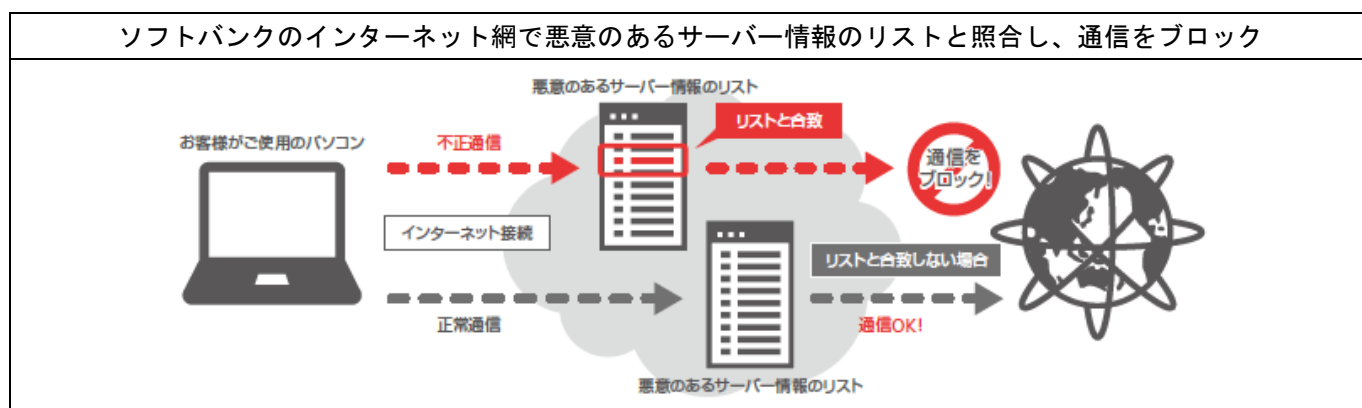 ソフトバンクのインターネット網で悪意のあるサーバー情報のリストと照合し、通信をブロック
悪意のあるサーバー情報のリスト
リストと合致
お客様がご使用のパソコン
不正通信
通信を
ブロック!
インターネット接続
リストと合致しない場合
正常通信
通信OK!
悪意のあるサーバー情報のリスト